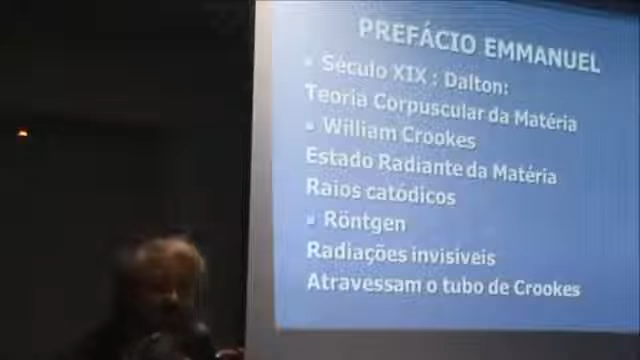 PREFÁCIO EMMANUEL
▪ Século XIX : Dalton:
Teoria Corpuscular da Matéria
▪ William Crookes
Estado Radiante da Matéria
Raios catódicos
▪ Röntgen
Radiações invisíveis
Atravessam o tubo de Crookes